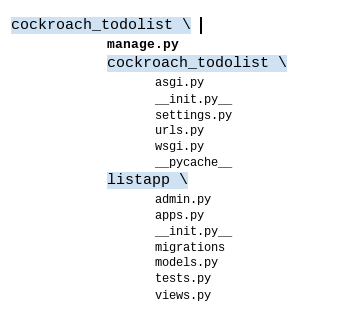 cockroach_todolist \
manage.py
cockroach_todolist \
asgi.py
__init.py__
settings.py
urls.py
wsgi.py
__pycache__
listapp \
admin.py
apps.py
__init.py__
migrations
models.py
tests.py
views.py